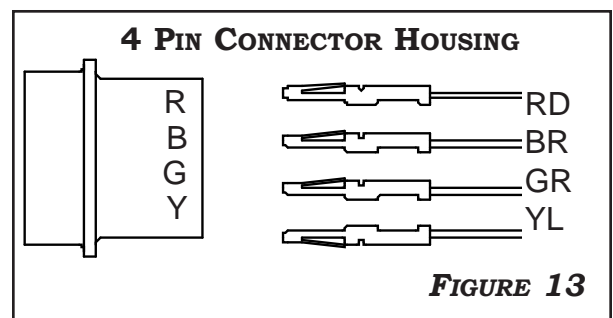 4 PIN CONNECTOR HOUSING
R
B
G
Y
RD
BR
GR
YL
FIGURE 13